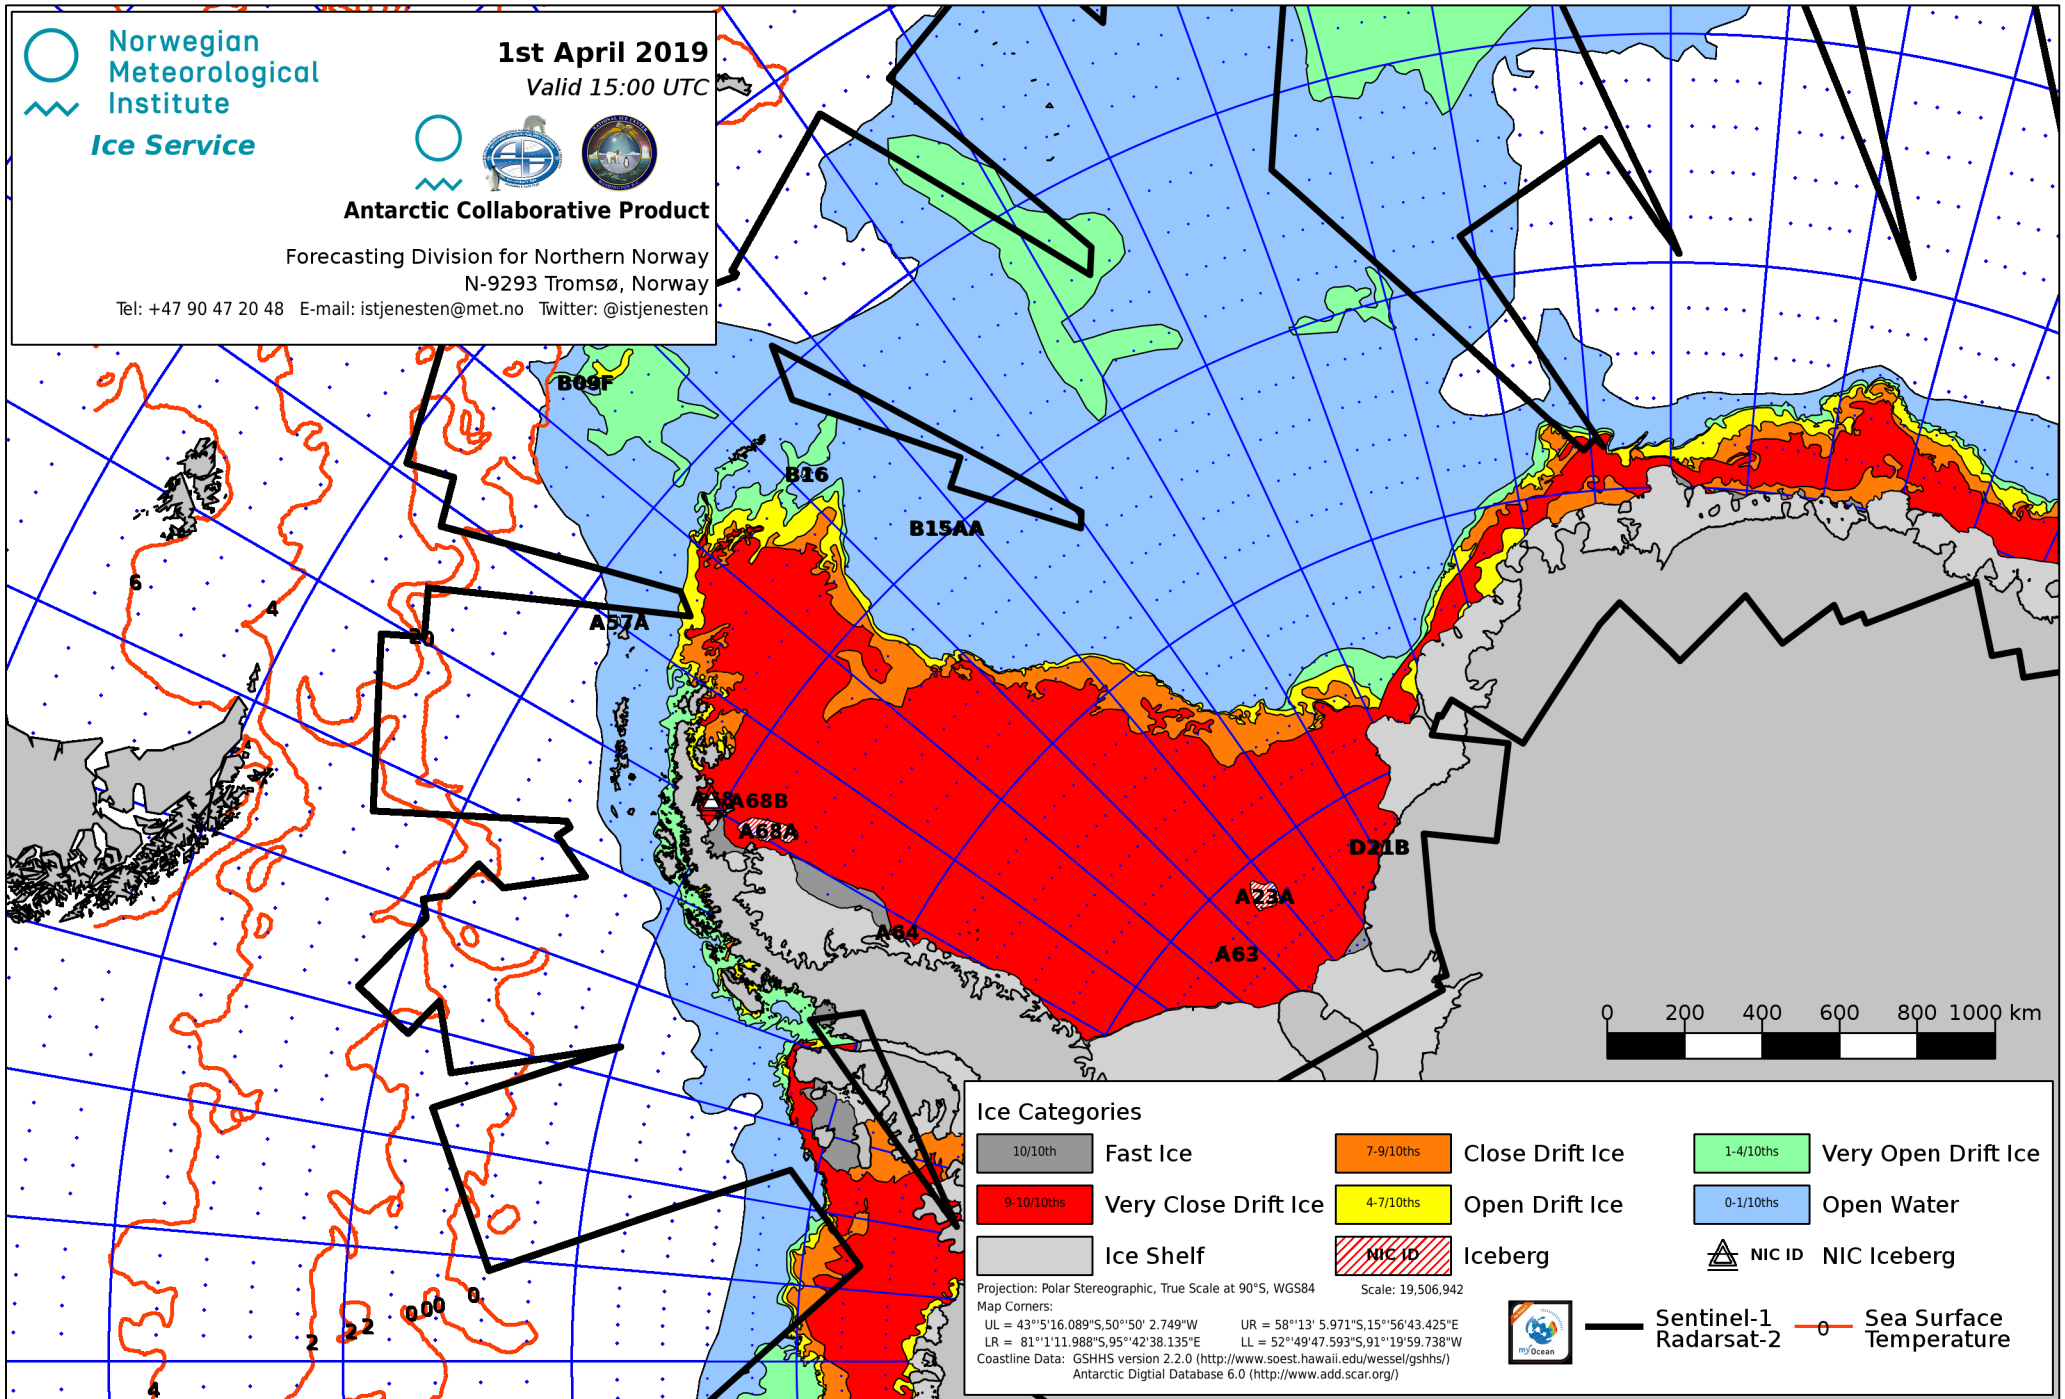 Norwegian
Meteorological
Institute
Ice Service
1st April 2019
Valid 15:00 UTC
Antarctic Collaborative Product
Forecasting Division for Northern Norway
N-9293 Tromsø, Norway
Tel: +47 90 47 20 48 E-mail: istjenesten@met.no Twitter: @istjenesten
B09F
B16
B15AA
6
4
A57A
2
0
A68
A68B
A68A
D21B
A23A
A64
A63
0 200 400 600 800 1000 km
0
0
0
0
2
2
2
4
Ice Categories
10/10th Fast Ice
7-9/10ths Close Drift Ice
1-4/10ths Very Open Drift Ice
9-10/10ths Very Close Drift Ice
4-7/10ths Open Drift Ice
0-1/10ths Open Water
Ice Shelf
NIC ID Iceberg
NIC ID NIC Iceberg
Projection: Polar Stereographic, True Scale at 90°S, WGS84 Scale: 19,506,942
Map Corners:
UL = 43°'5'16.089"S,50°'50' 2.749"W UR = 58°'13' 5.971"S,15°'56'43.425"E
LR = 81°'1'11.988"S,95°'42'38.135"E LL = 52°'49'47.593"S,91°'19'59.738"W
Coastline Data: GSHHS version 2.2.0 (http://www.soest.hawaii.edu/wessel/gshhs/)
Antarctic Digtial Database 6.0 (http://www.add.scar.org/)
myOcean
Sentinel-1
Radarsat-2
0
Sea Surface
Temperature